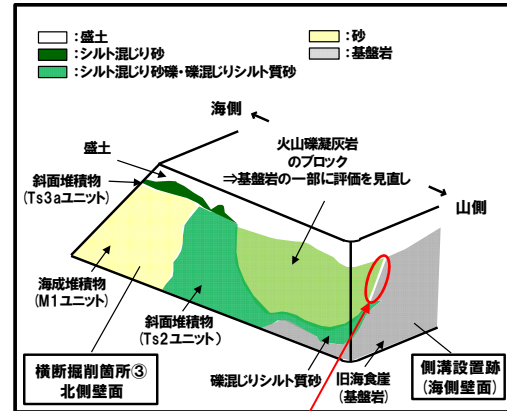 ：盛土
：砂
：シルト混じり砂
：基盤岩
：シルト混じり砂礫・礫混じりシルト質砂
海側
盛土
火山礫凝灰岩
のブロック
⇒基盤岩の一部に評価を見直し
山側
斜面堆積物
(Ts3aユニット)
海成堆積物
(M1ユニット)
斜面堆積物
(Ts2ユニット)
横断掘削箇所③
北側壁面
礫混じりシルト質砂
旧海食崖
(基盤岩)
側溝設置跡
(海側壁面)